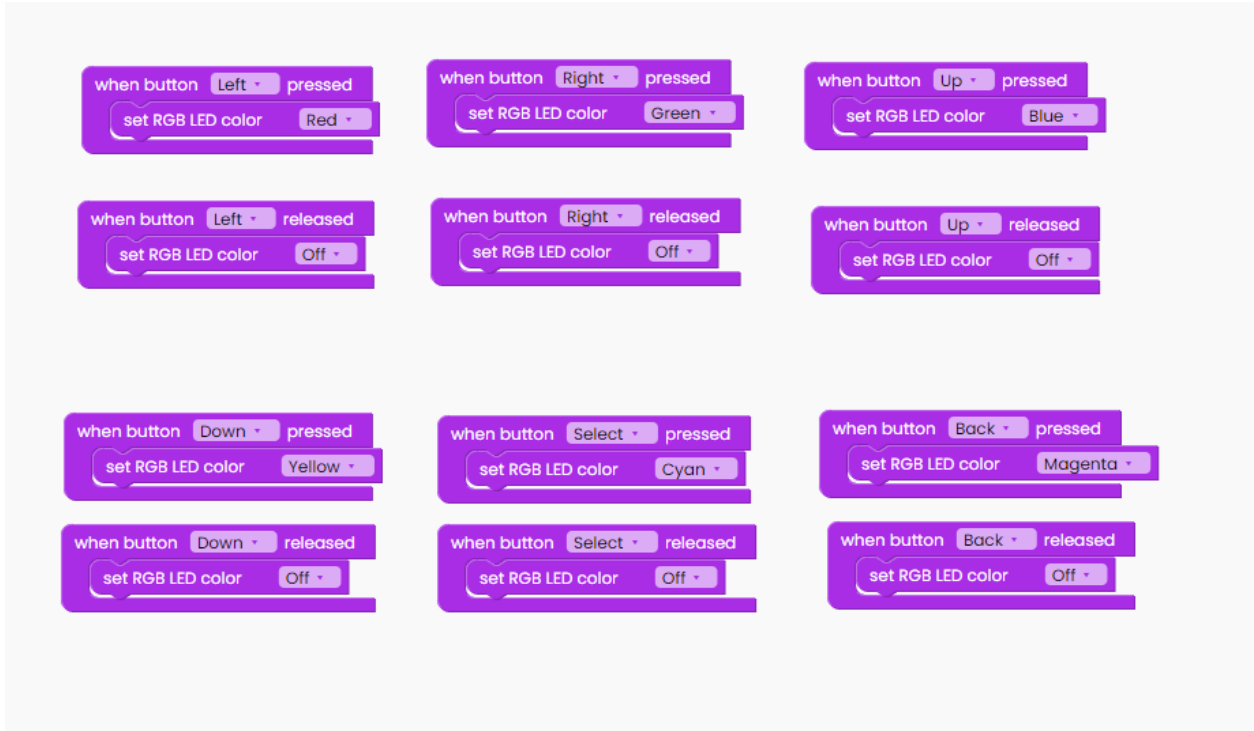 when button Left pressed
set RGB LED color Red
when button Right pressed
set RGB LED color Green
when button Up pressed
set RGB LED color Blue
when button Left released
set RGB LED color Off
when button Right released
set RGB LED color Off
when button Up released
set RGB LED color Off
when button Down pressed
set RGB LED color Yellow
when button Select pressed
set RGB LED color Cyan
when button Back pressed
set RGB LED color Magenta
when button Down released
set RGB LED color Off
when button Select released
set RGB LED color Off
when button Back released
set RGB LED color Off